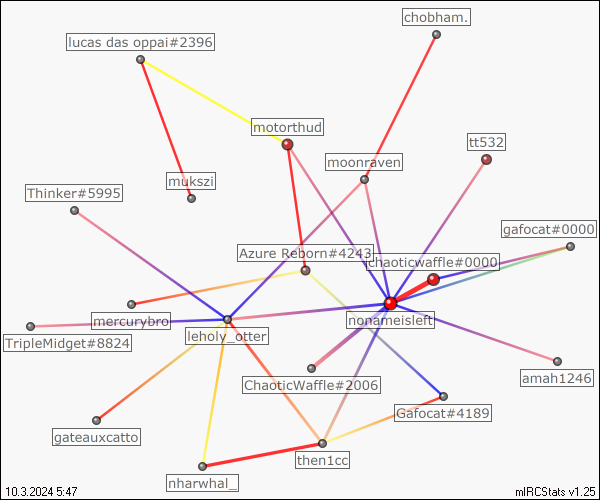 chobham.
lucas das oppai#2396
motorthud
tt532
moonraven
mukszi
Thinker#5995
gafocat#0000
Azure Reborn#4243
chaoticwaffle#0000
mercurybro
nonameisleft
leholy_otter
TripleMidget#8824
ChaoticWaffle#2006
amah1246
Gafocat#4189
gateauxcatto
then1cc
nharwhal_
10.3.2024 5:47
mIRCStats v1.25